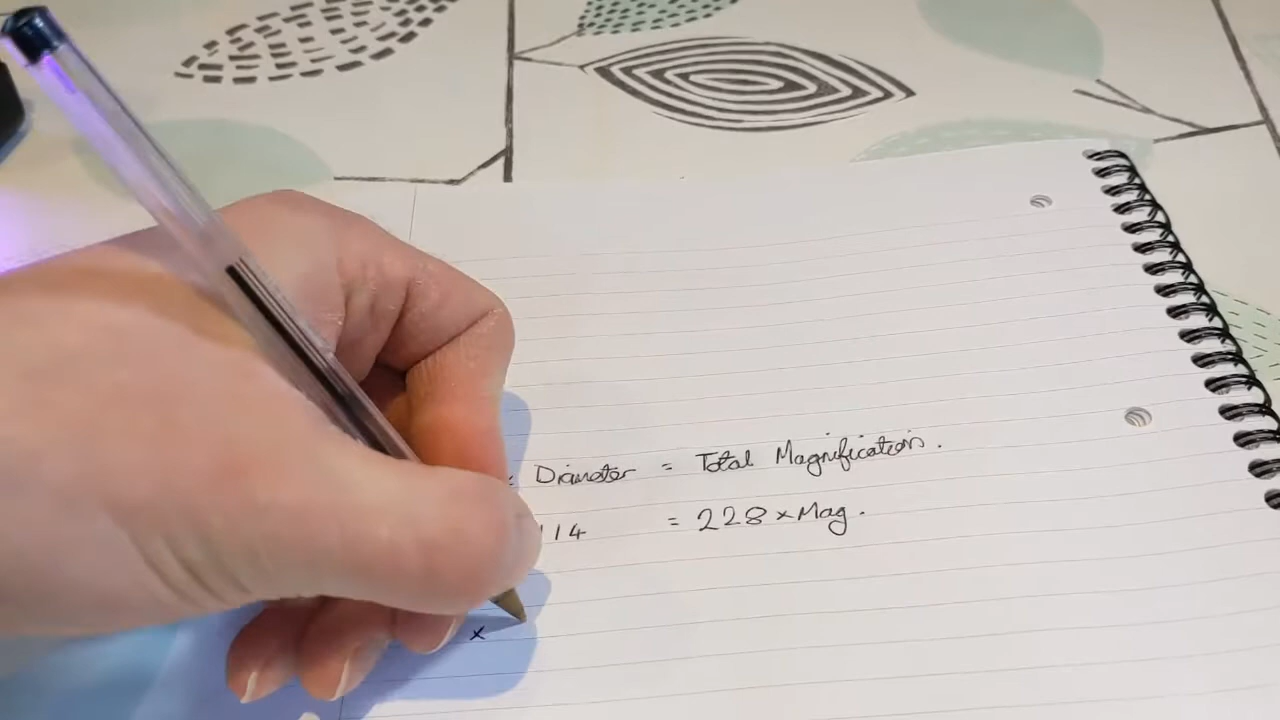 × Diameter = Total Magnification.
114 = 228 × Mag.
×